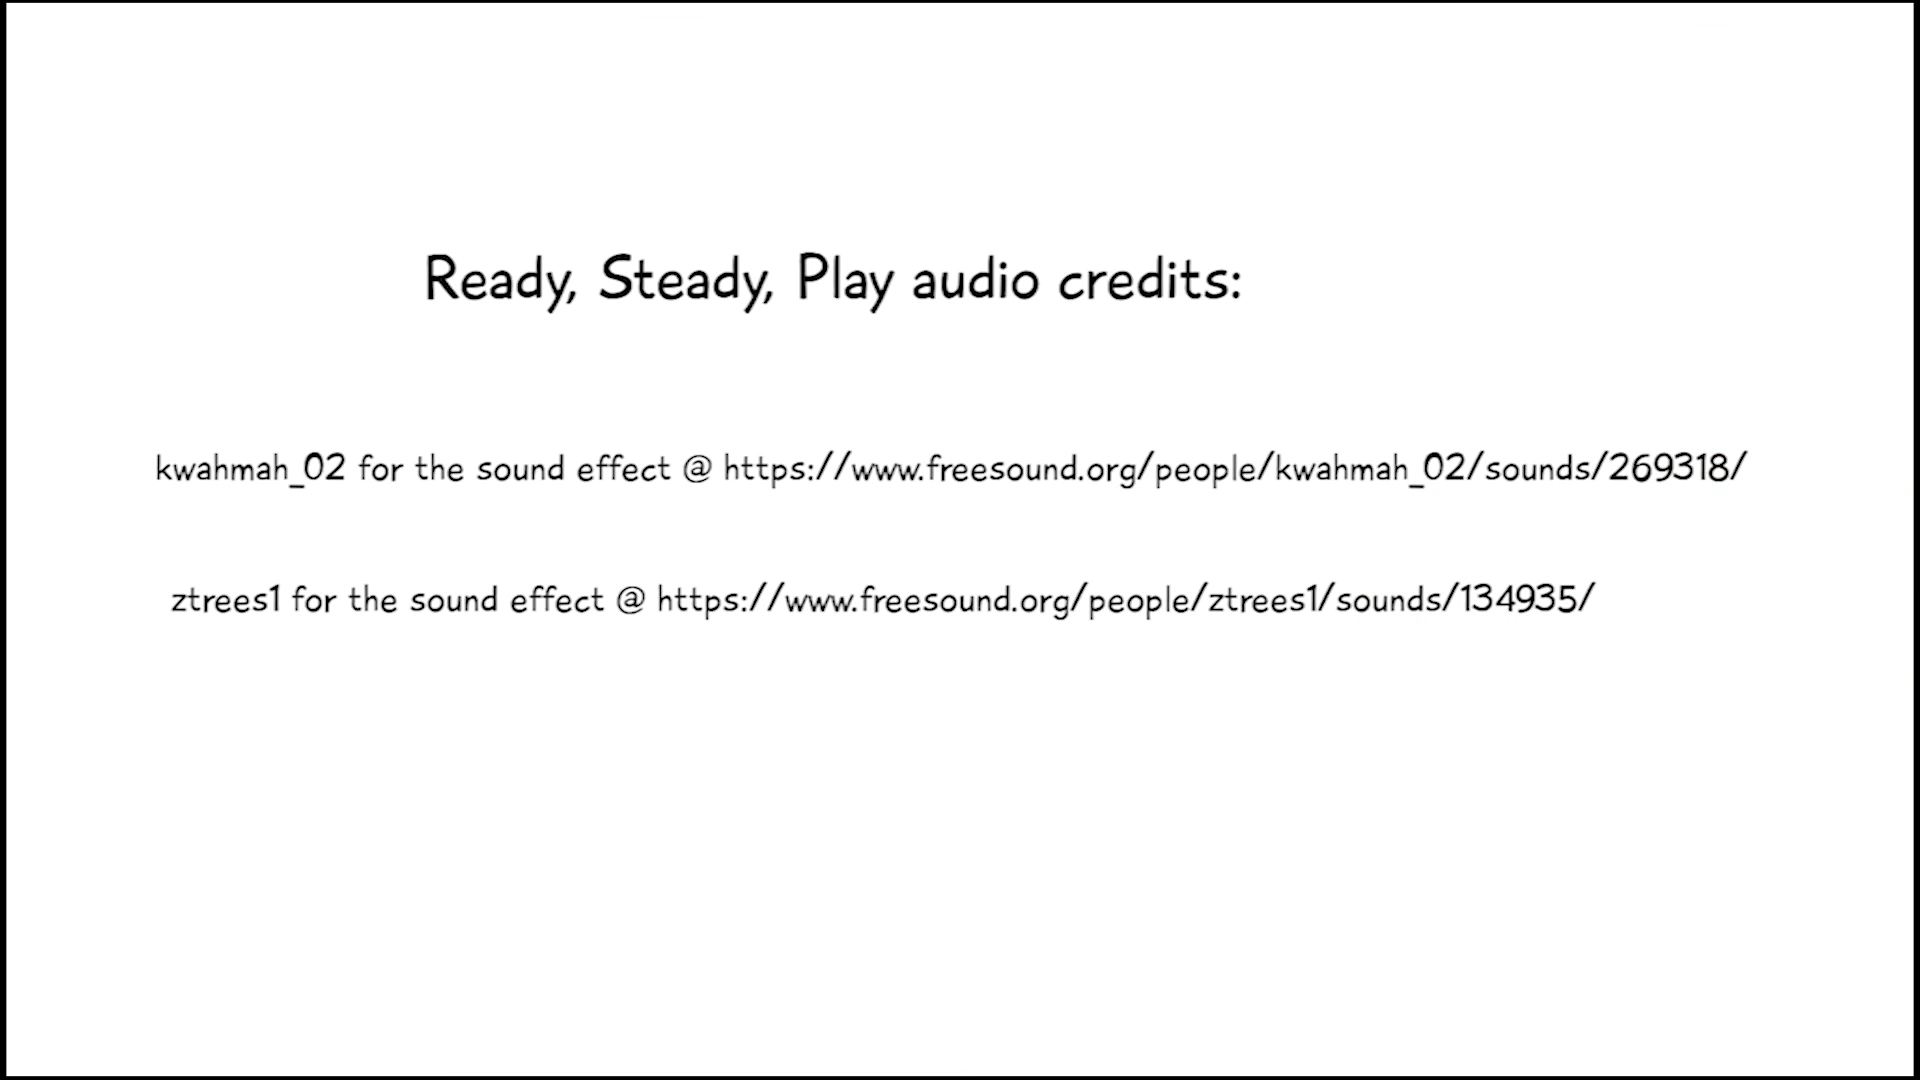 Ready, Steady, Play audio credits:
kwahmah_02 for the sound effect @ https://www.freesound.org/people/kwahmah_02/sounds/269318/
ztrees1 for the sound effect @ https://www.freesound.org/people/ztrees1/sounds/134935/